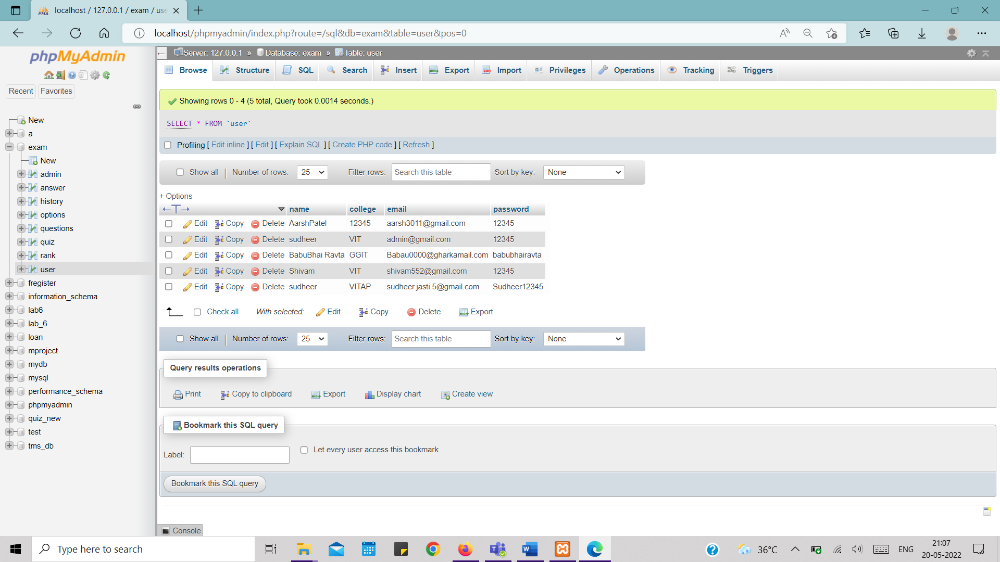 localhost / 127.0.0.1 / exam / use
localhost/phpmyadmin/index.php?route=/sql&db=exam&table=user&pos=0
phpMyAdmin
Recent Favorites
New
a
exam
New
admin
answer
history
options
questions
quiz
rank
user
fregister
information_schema
lab6
lab_6
loan
mproject
mydb
mysql
performance_schema
phpmyadmin
quiz_new
test
tms_db
Server: 127.0.0.1 » Database: exam » Table: user
Browse Structure SQL Search Insert Export Import Privileges Operations Tracking Triggers
Showing rows 0 - 4 (5 total, Query took 0.0014 seconds.)
SELECT * FROM `user`
Profiling [ Edit inline ] [ Edit ] [ Explain SQL ] [ Create PHP code ] [ Refresh ]
Show all | Number of rows: 25 Filter rows: Search this table Sort by key: None
+ Options
←T→ name college email password
Edit Copy Delete AarshPatel 12345 aarsh3011@gmail.com 12345
Edit Copy Delete sudheer VIT admin@gmail.com 12345
Edit Copy Delete BabuBhai Ravta GGIT Babau0000@gharkamail.com babubhairavta
Edit Copy Delete Shivam VIT shivam552@gmail.com 12345
Edit Copy Delete sudheer VITAP sudheer.jasti.5@gmail.com Sudheer12345
Check all With selected: Edit Copy Delete Export
Show all | Number of rows: 25 Filter rows: Search this table Sort by key: None
Query results operations
Print Copy to clipboard Export Display chart Create view
Bookmark this SQL query
Label: Let every user access this bookmark
Bookmark this SQL query
Console
Type here to search
36°C
ENG
21:07
20-05-2022